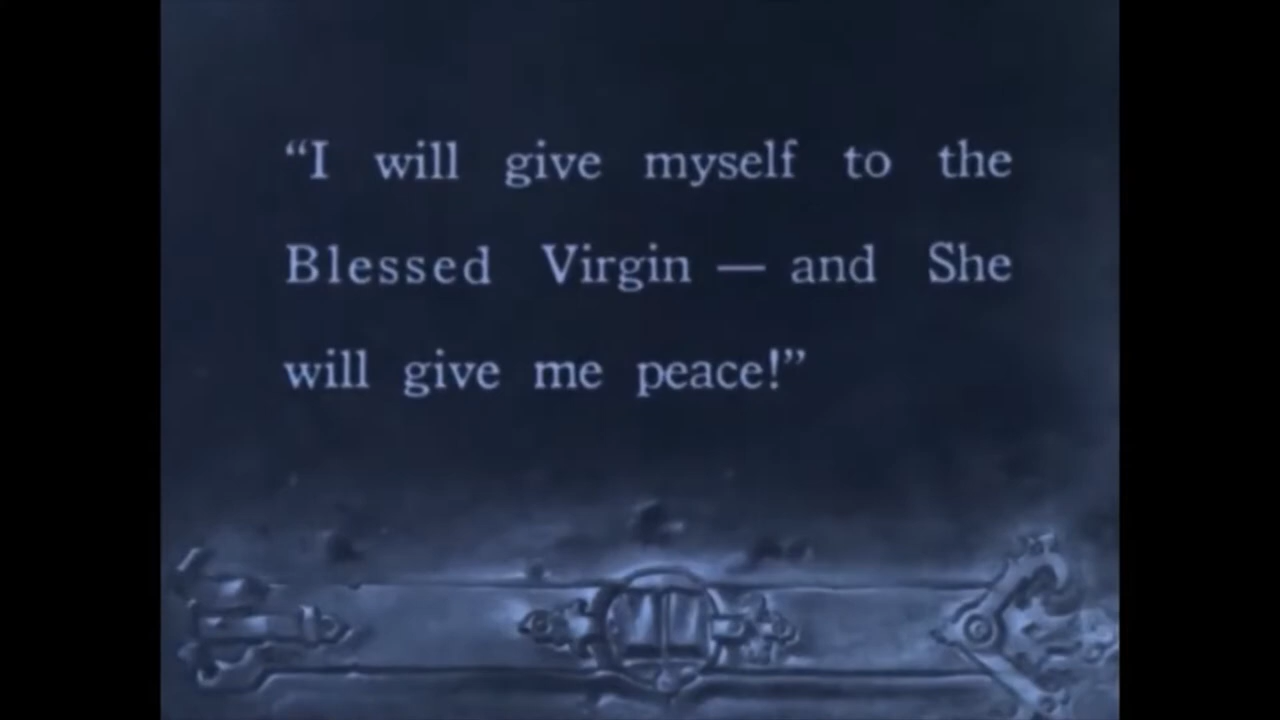 “I will give myself to the
Blessed Virgin — and She
will give me peace!”